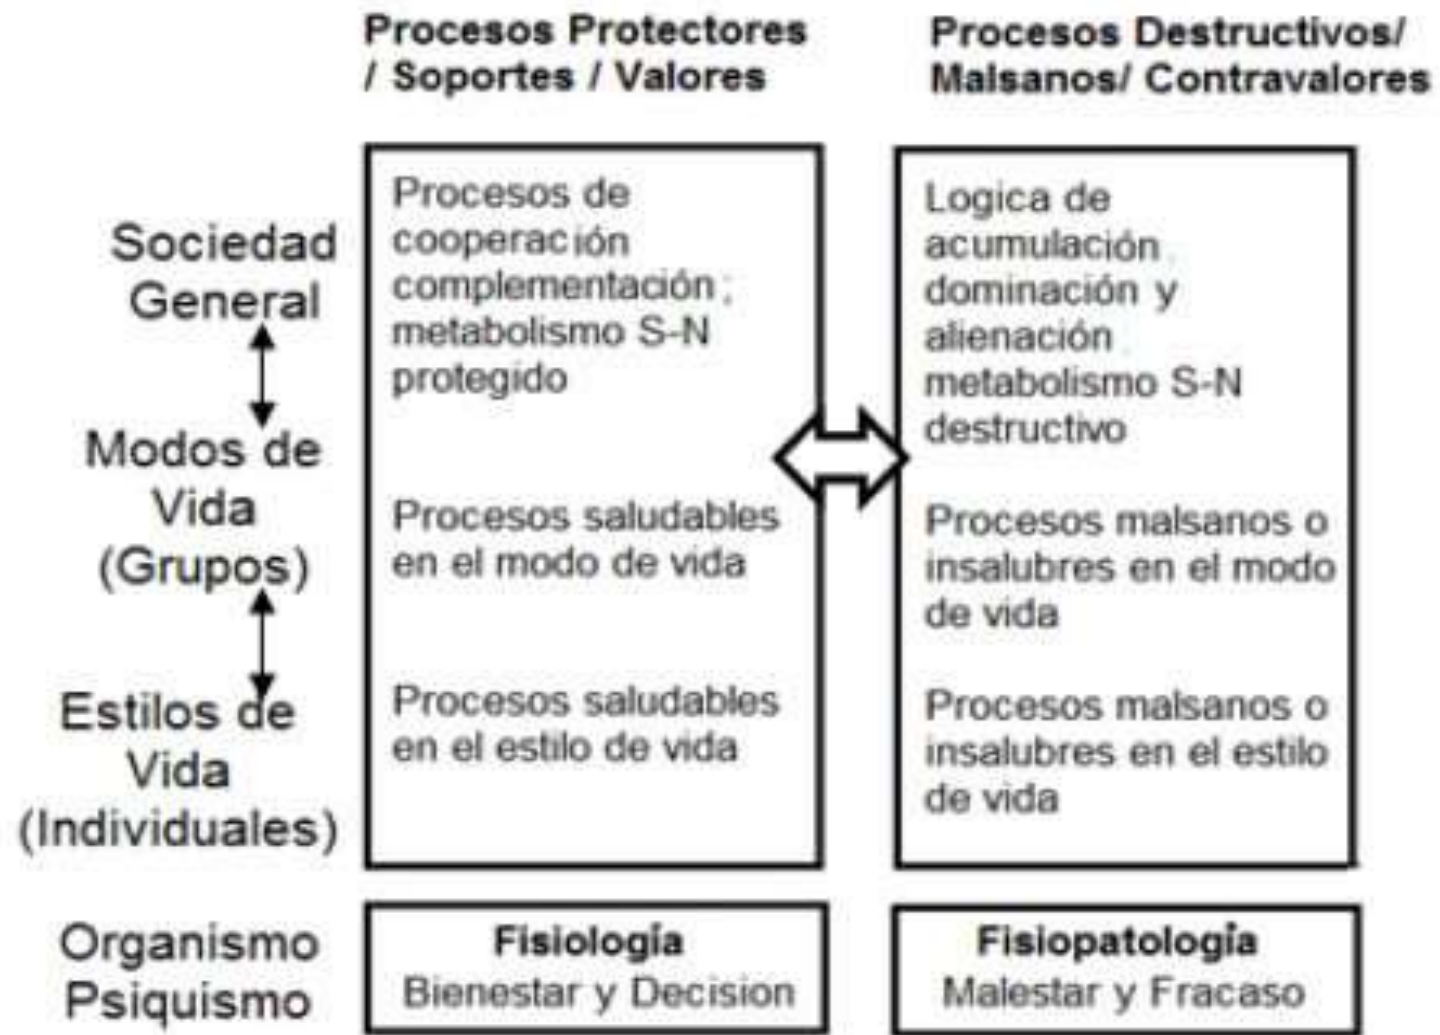 Procesos Protectores
/ Soportes / Valores
Procesos Destructivos/
Malsanos/ Contravalores
Sociedad
General
Modos de
Vida
(Grupos)
Estilos de
Vida
(Individuales)
Procesos de
cooperación
complementación;
metabolismo S-N
protegido
Procesos saludables
en el modo de vida
Procesos saludables
en el estilo de vida
Logica de
acumulación
dominación y
alienación
metabolismo S-N
destructivo
Procesos malsanos o
insalubres en el modo
de vida
Procesos malsanos o
insalubres en el estilo
de vida
Organismo
Psiquismo
Fisiología
Bienestar y Decision
Fisiopatología
Malestar y Fracaso